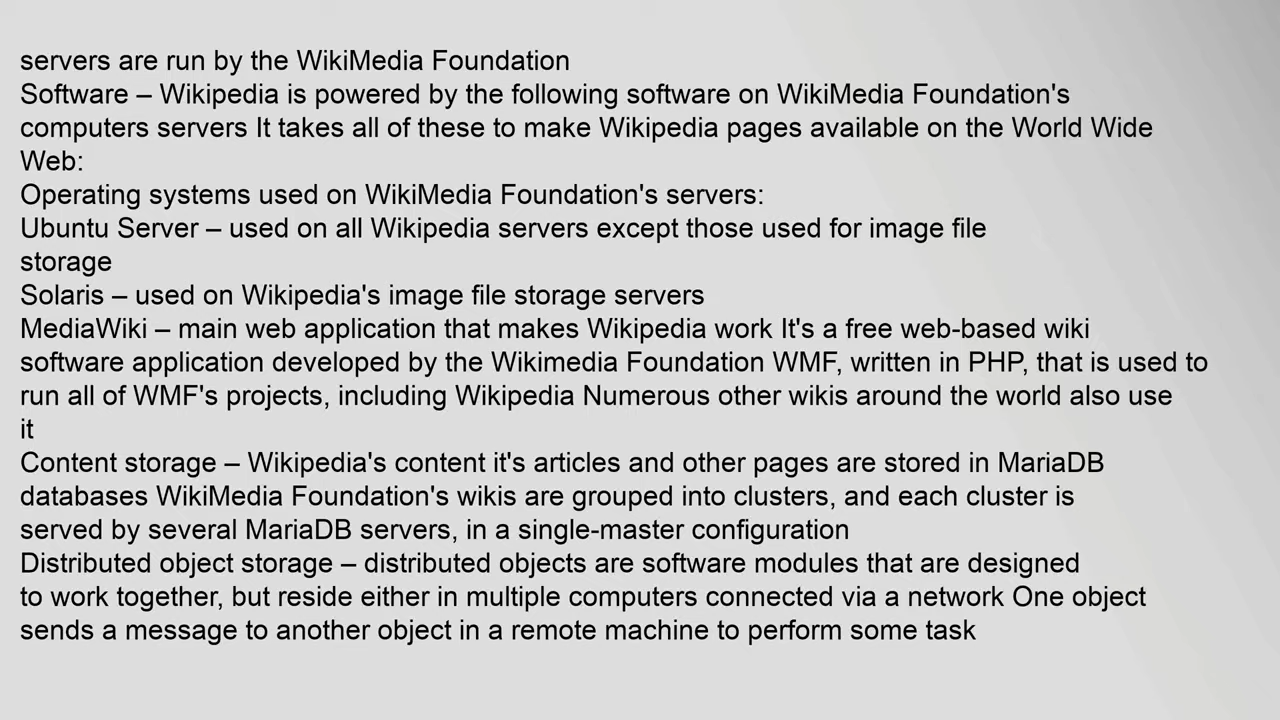 servers are run by the WikiMedia Foundation
Software – Wikipedia is powered by the following software on WikiMedia Foundation's
computers servers It takes all of these to make Wikipedia pages available on the World Wide
Web:
Operating systems used on WikiMedia Foundation's servers:
Ubuntu Server – used on all Wikipedia servers except those used for image file
storage
Solaris – used on Wikipedia's image file storage servers
MediaWiki – main web application that makes Wikipedia work It's a free web-based wiki
software application developed by the Wikimedia Foundation WMF, written in PHP, that is used to
run all of WMF's projects, including Wikipedia Numerous other wikis around the world also use
it
Content storage – Wikipedia's content it's articles and other pages are stored in MariaDB
databases WikiMedia Foundation's wikis are grouped into clusters, and each cluster is
served by several MariaDB servers, in a single-master configuration
Distributed object storage – distributed objects are software modules that are designed
to work together, but reside either in multiple computers connected via a network One object
sends a message to another object in a remote machine to perform some task